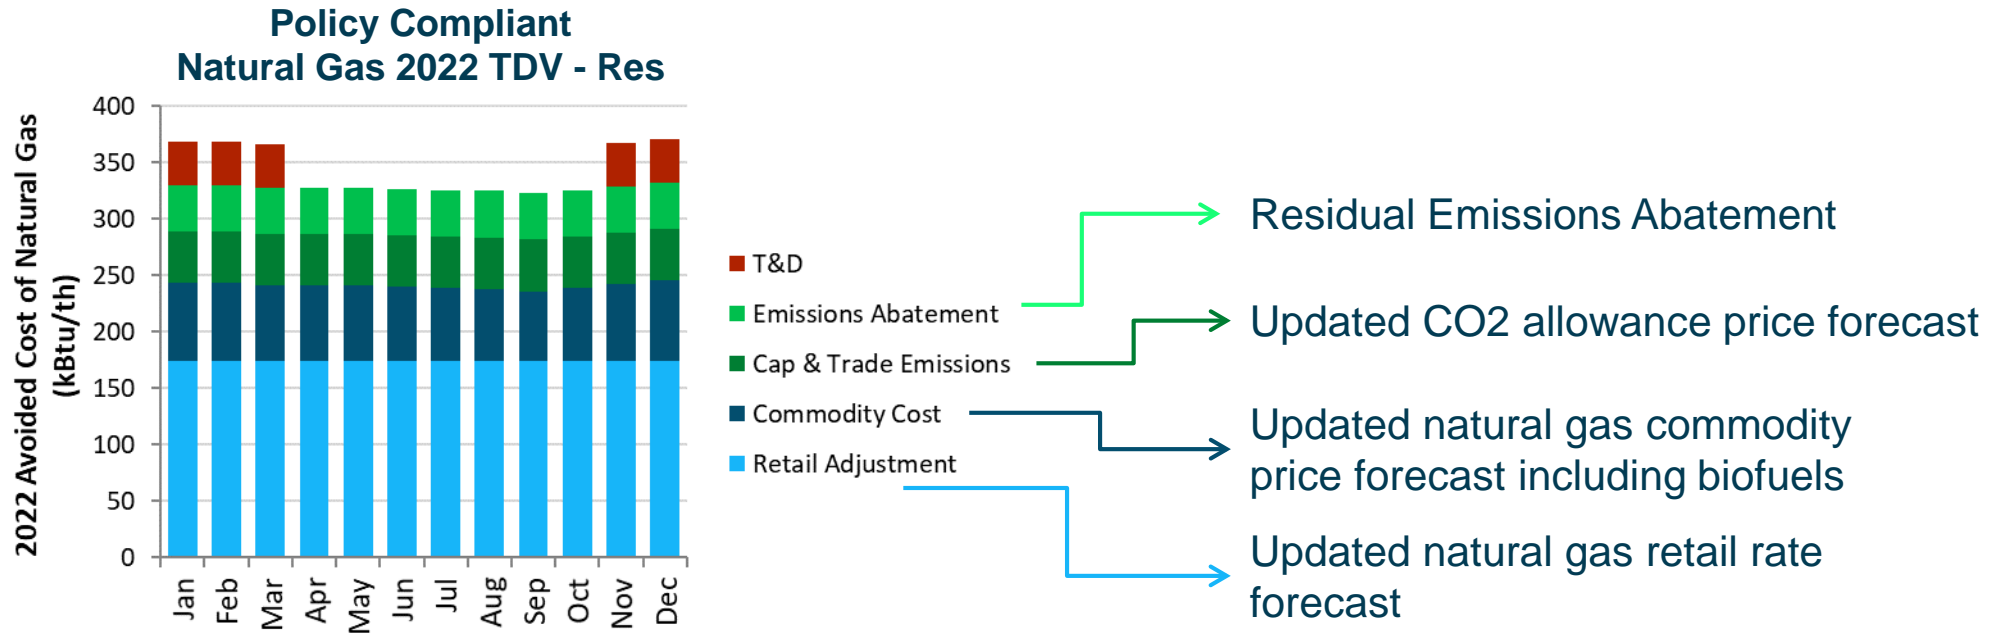 Policy Compliant
Natural Gas 2022 TDV - Res
2022 Avoided Cost of Natural Gas
(kBtu/th)
400
350
300
250
200
150
100
50
0
Jan
Feb
Mar
Apr
May
Jun
Jul
Aug
Sep
Oct
Nov
Dec
T&D
Emissions Abatement
Cap & Trade Emissions
Commodity Cost
Retail Adjustment
Residual Emissions Abatement
Updated CO2 allowance price forecast
Updated natural gas commodity
price forecast including biofuels
Updated natural gas retail rate
forecast